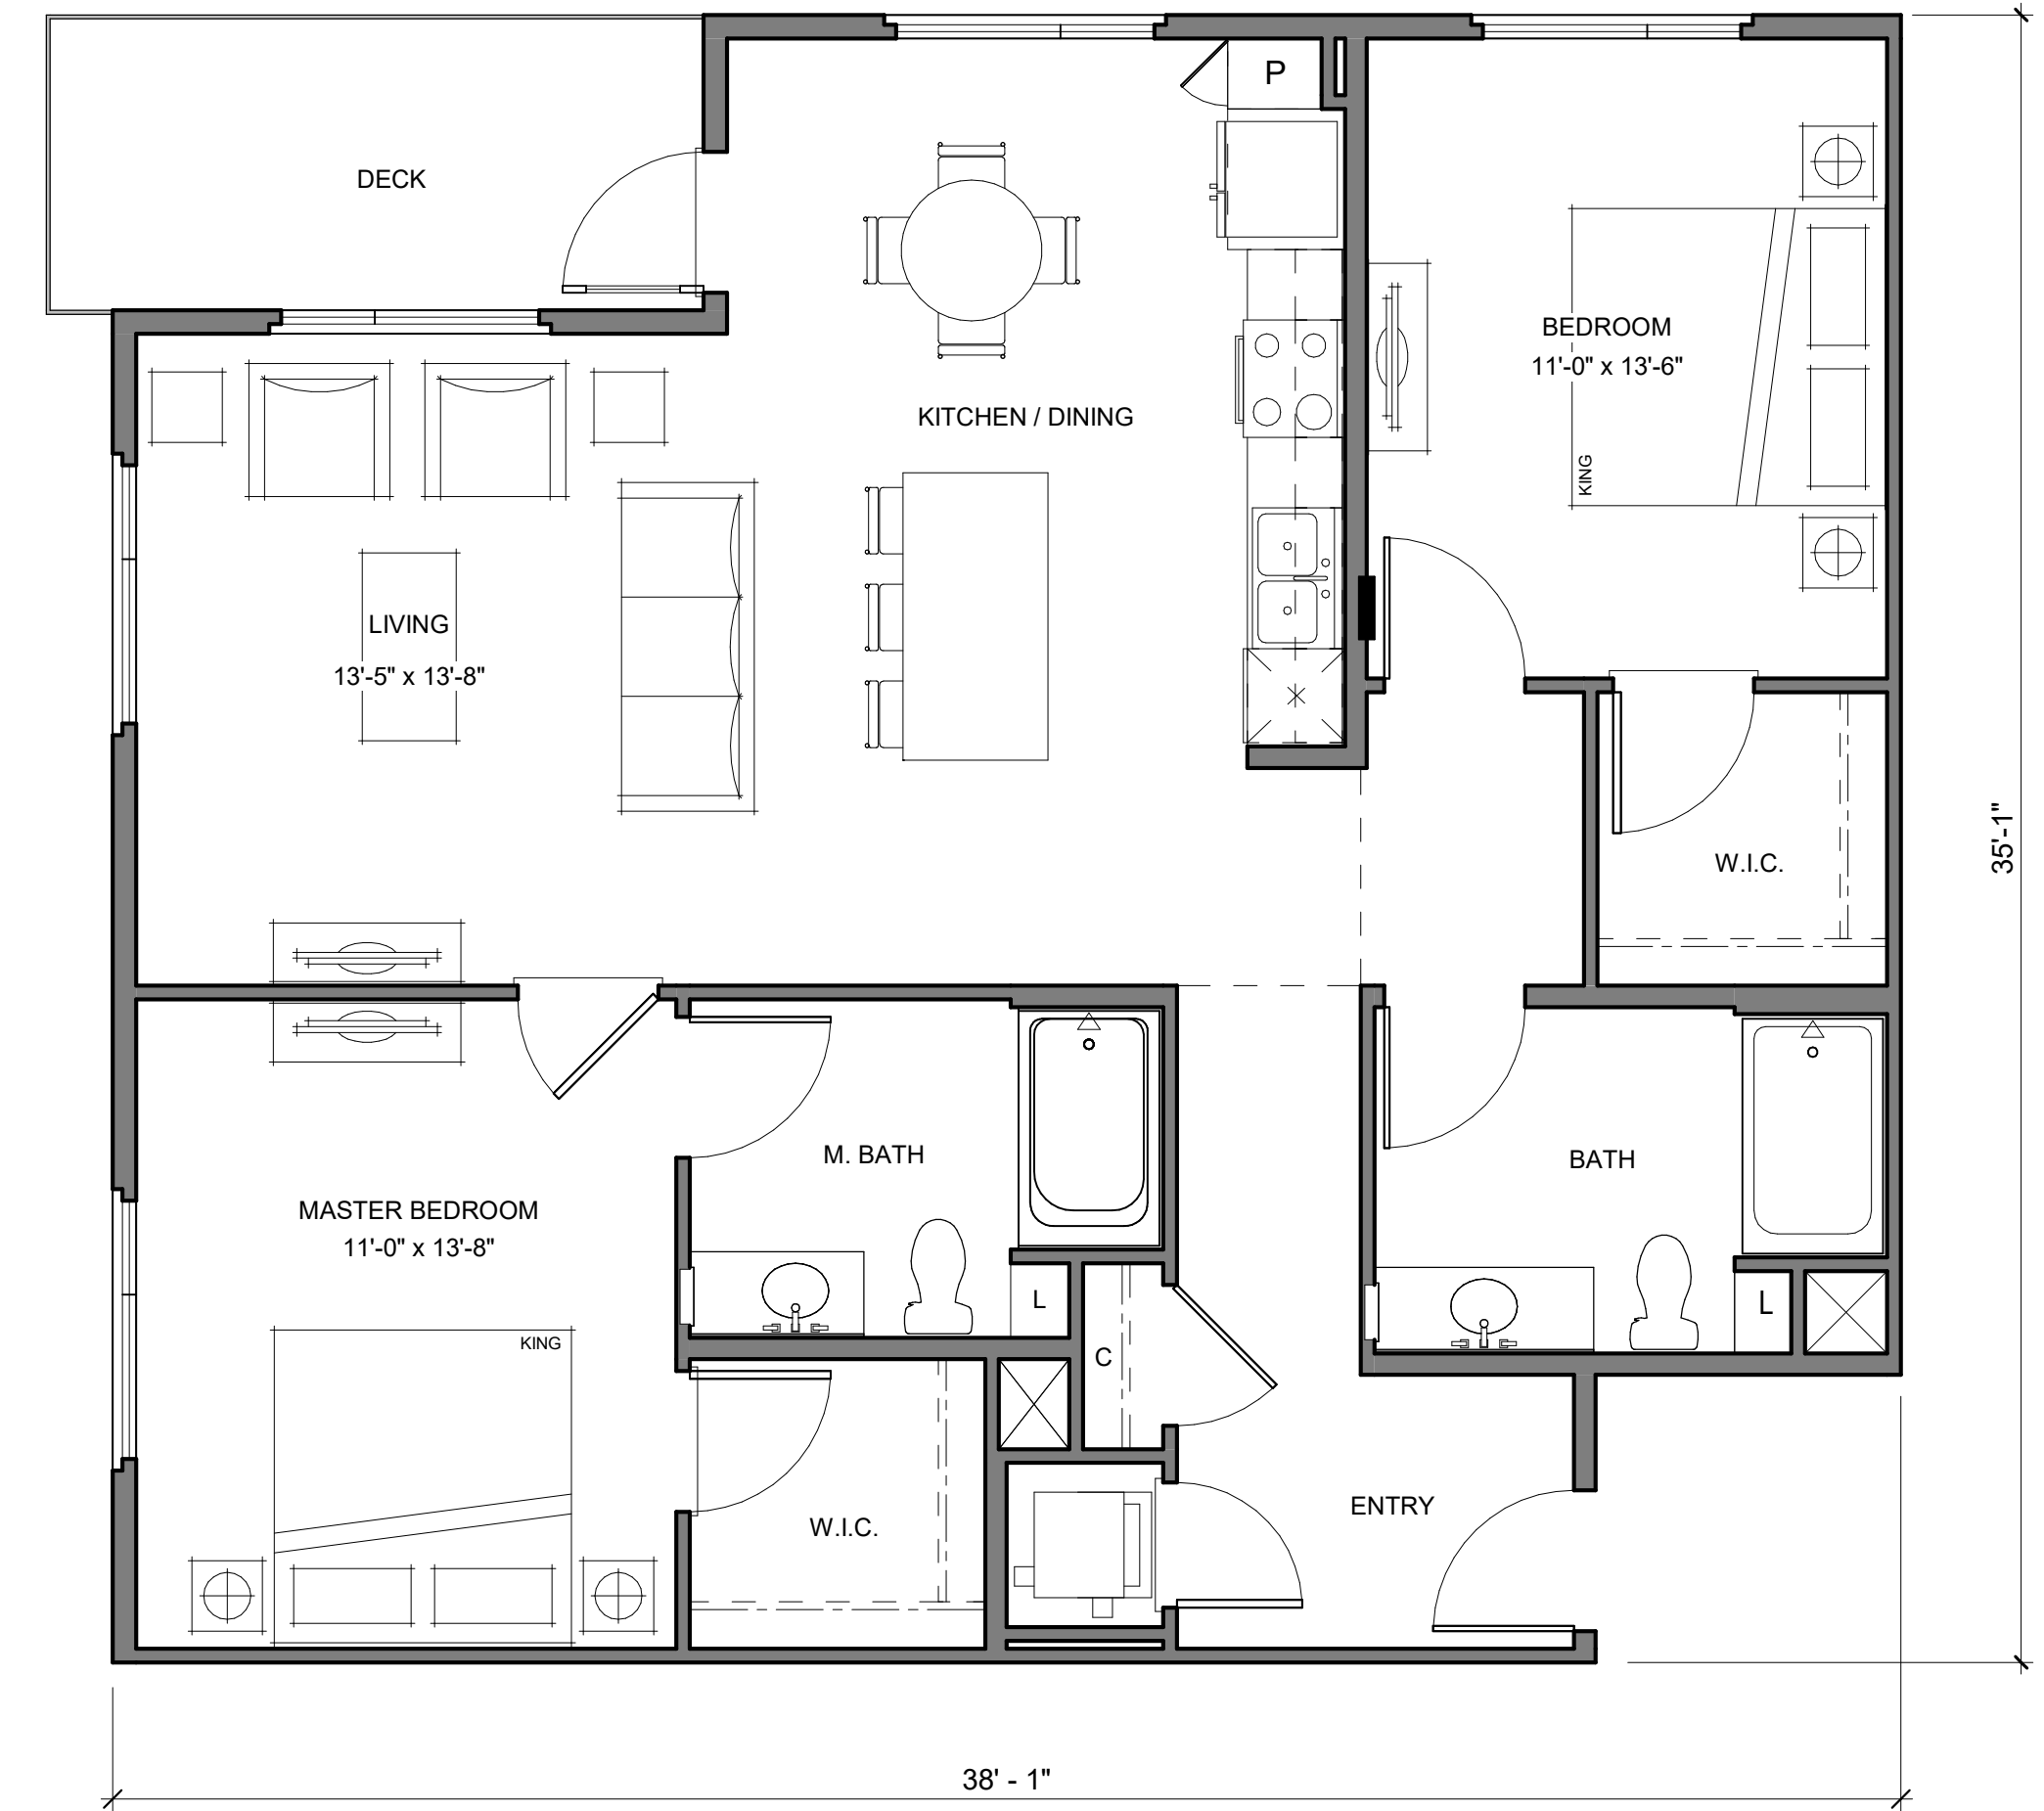 P
DECK
BEDROOM
11'-0" x 13'-6"
KITCHEN / DINING
KING
LIVING
13'-5" x 13'-8"
35'-1"
W.I.C.
M. BATH
BATH
MASTER BEDROOM
11'-0" x 13'-8"
L
L
KING
C
ENTRY
W.I.C.
38' - 1"